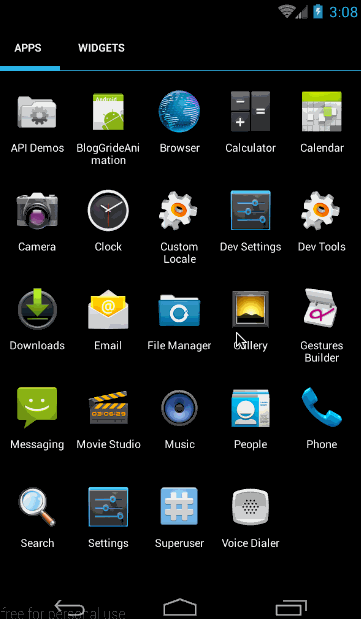 3:08
APPS WIDGETS
API Demos BlogGrideAni Browser Calculator Calendar
mation
Camera Clock Custom Dev Settings Dev Tools
Locale
Downloads Email File Manager Gallery Gestures
Builder
Messaging Movie Studio Music People Phone
Search Settings Superuser Voice Dialer
free for personal use